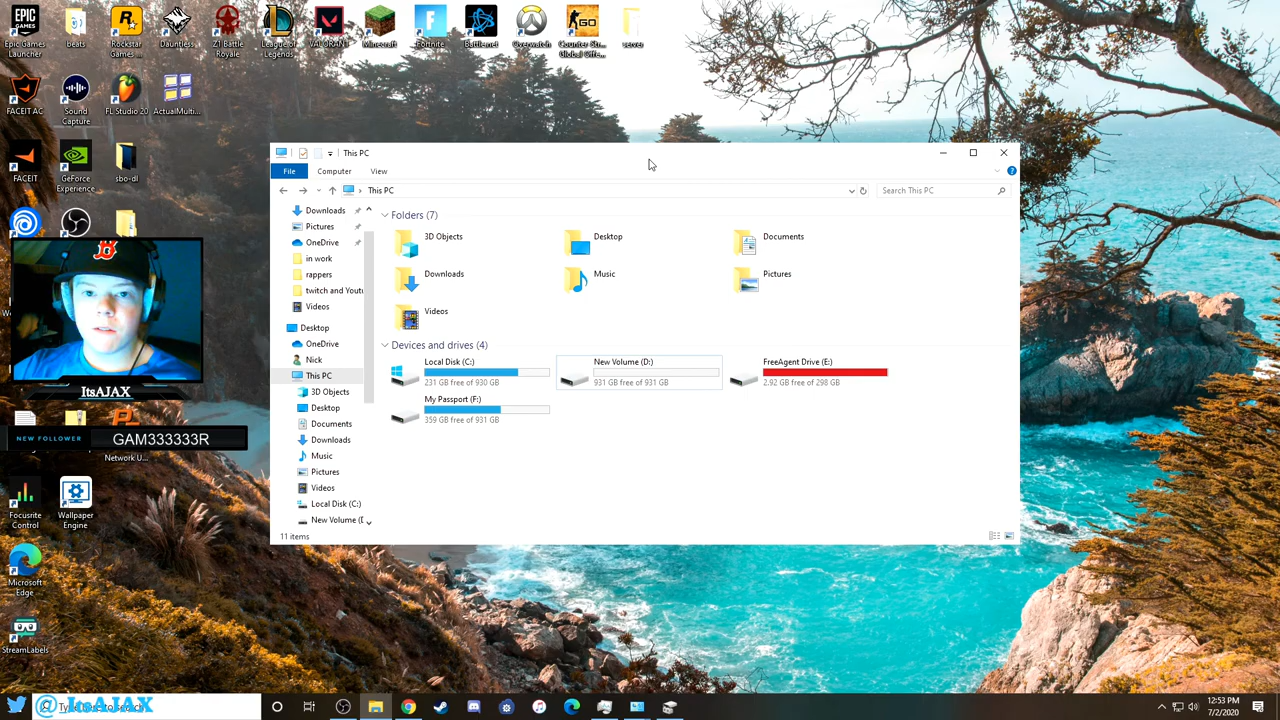 Epic Games Launcher
beats
Rockstar Games ...
Dauntless
Z1 Battle Royale
League of Legends
VALORANT
Minecraft
Fortnite
Battle.net
Overwatch
Counter-Str... Global Offe...
server
FACEIT AC
Sound Capture
FL Studio 20
ActualMulti...
FACEIT
GeForce Experience
sbo-dl
This PC
File
Computer
View
This PC
Search This PC
Downloads
Pictures
OneDrive
in work
rappers
twitch and Youtu
Videos
Desktop
OneDrive
Nick
This PC
3D Objects
Desktop
Documents
Downloads
Music
Pictures
Videos
Local Disk (C:)
New Volume (D
Folders (7)
3D Objects
Desktop
Documents
Downloads
Music
Pictures
Videos
Devices and drives (4)
Local Disk (C:)
231 GB free of 930 GB
New Volume (D:)
931 GB free of 931 GB
FreeAgent Drive (E:)
2.92 GB free of 298 GB
My Passport (F:)
359 GB free of 931 GB
11 items
ItsAJAX
NEW FOLLOWER
GAM333333R
Network U...
Focusrite Control
Wallpaper Engine
Microsoft Edge
StreamLabels
@ItsAJAX
12:53 PM
7/2/2020